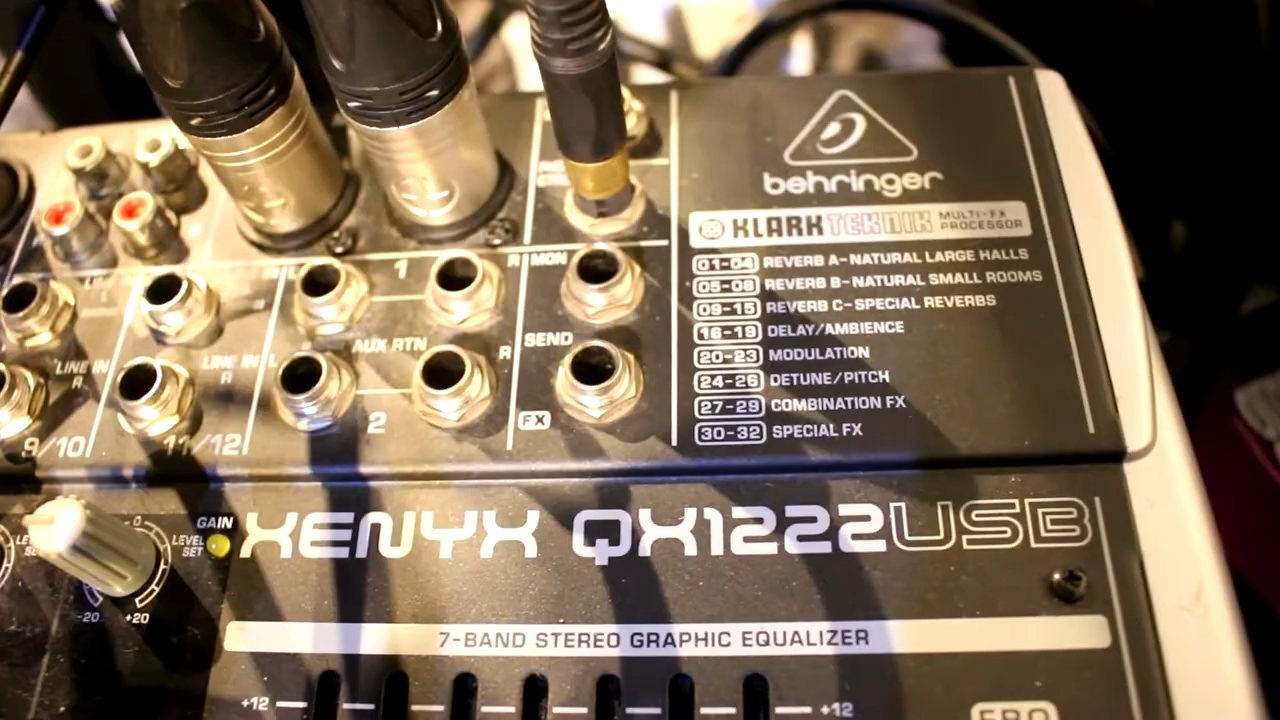 behringer
KLARK TEKNIK MULTI-FX PROCESSOR
01-04 REVERB A-NATURAL LARGE HALLS
05-08 REVERB B-NATURAL SMALL ROOMS
09-15 REVERB C-SPECIAL REVERBS
16-19 DELAY/AMBIENCE
20-23 MODULATION
24-26 DETUNE/PITCH
27-29 COMBINATION FX
30-32 SPECIAL FX
1
R
MON
AUX RTN
R
SEND
LINE IN
R
LINE IN
R
L
2
FX
9/10
11/12
GAIN
LEVEL
SET
0
-20
+20
XENYX QX1222USB
7-BAND STEREO GRAPHIC EQUALIZER
+12
+12